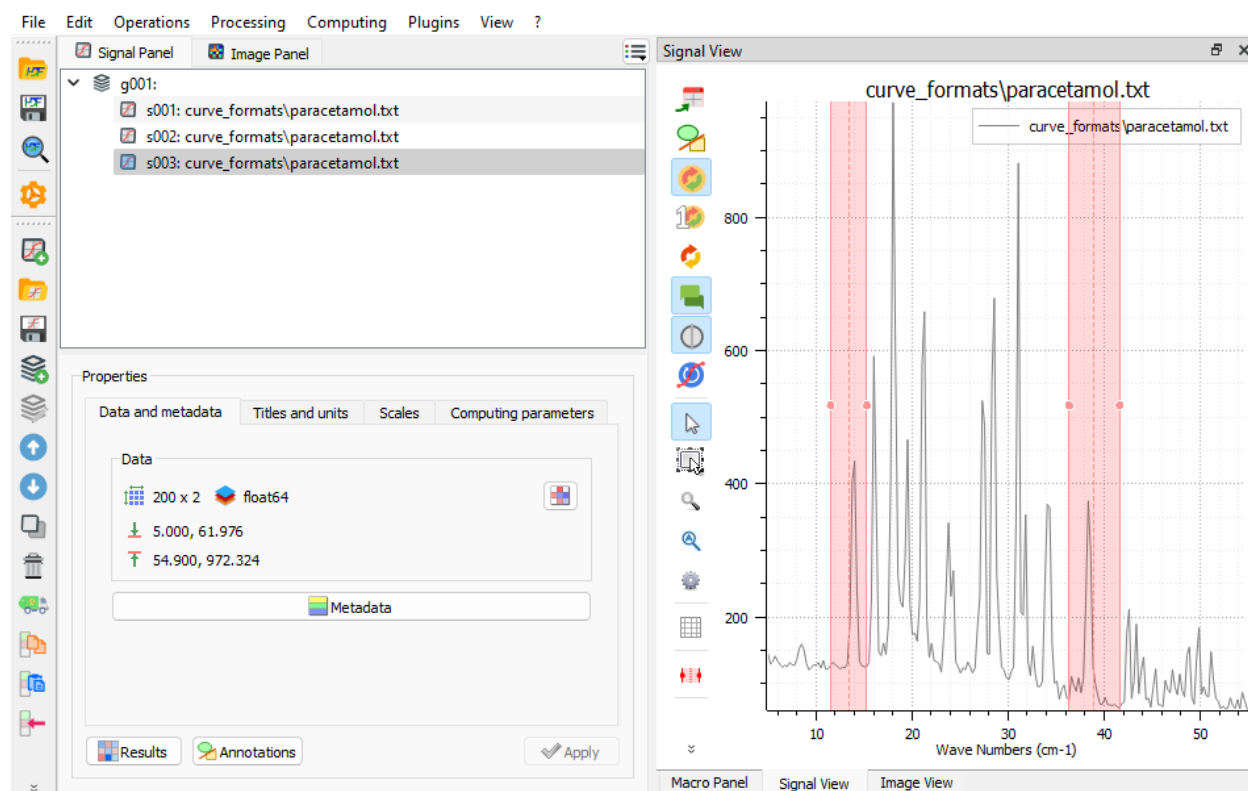 File Edit Operations Processing Computing Plugins View ?
Signal Panel Image Panel
g001:
s001: curve_formats\paracetamol.txt
s002: curve_formats\paracetamol.txt
s003: curve_formats\paracetamol.txt
Properties
Data and metadata Titles and units Scales Computing parameters
Data
200 x 2 float64
5.000, 61.976
54.900, 972.324
Metadata
Results Annotations Apply
Signal View
curve_formats\paracetamol.txt
curve_formats\paracetamol.txt
800
600
400
200
10 20 30 40 50
Wave Numbers (cm-1)
Macro Panel Signal View Image View